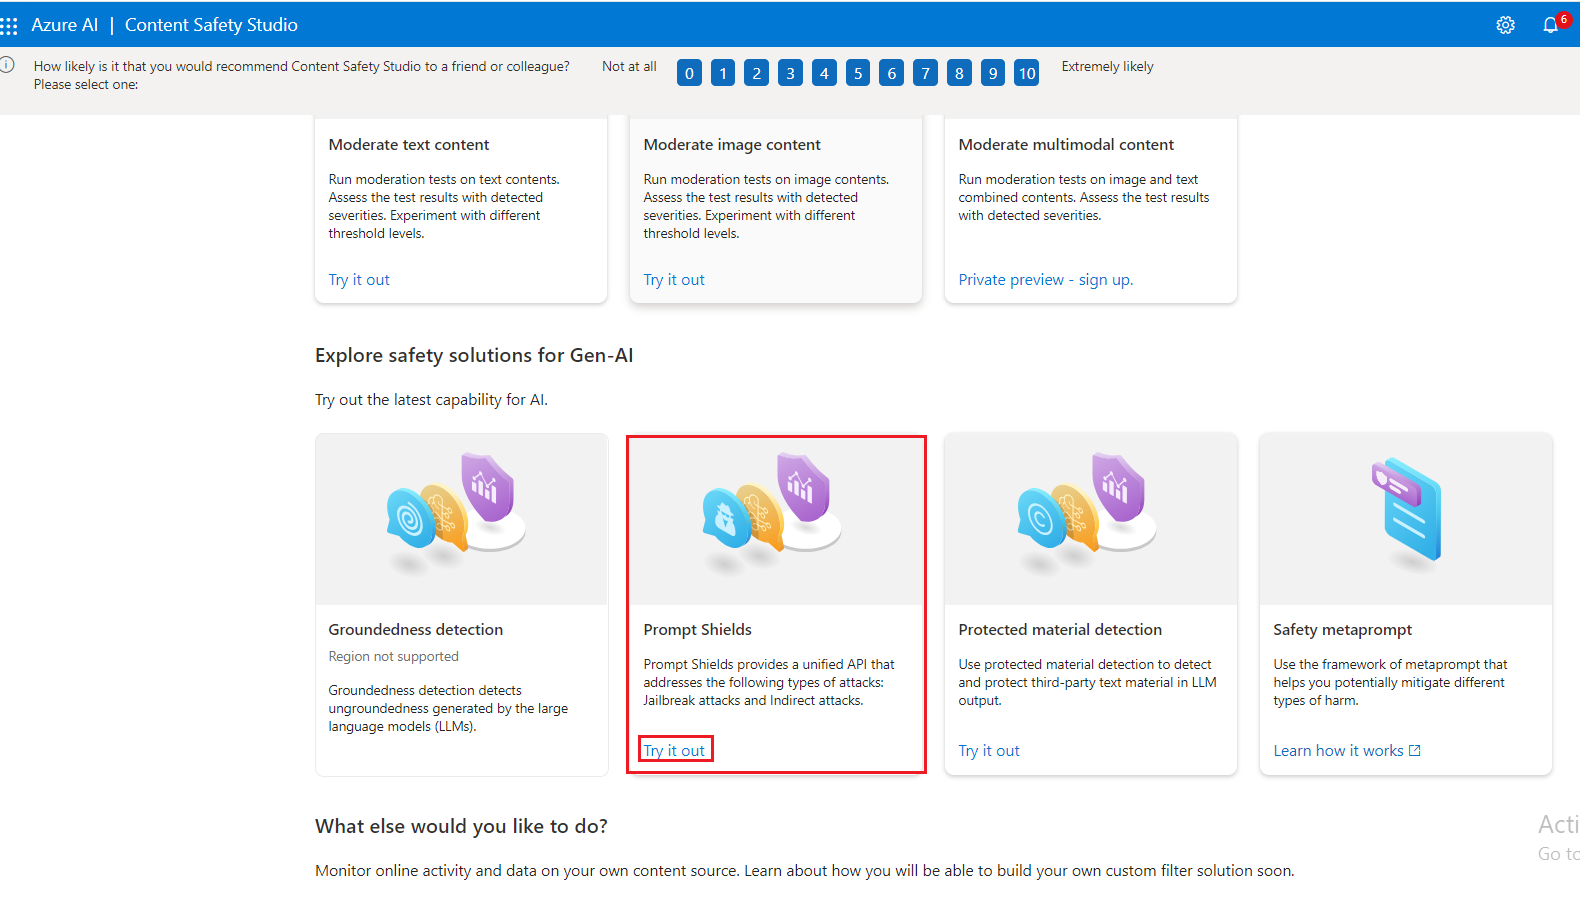 Azure AI | Content Safety Studio
6
How likely is it that you would recommend Content Safety Studio to a friend or colleague?
Please select one:
Not at all
0 1 2 3 4 5 6 7 8 9 10
Extremely likely
Moderate text content
Run moderation tests on text contents.
Assess the test results with detected
severities. Experiment with different
threshold levels.
Try it out
Moderate image content
Run moderation tests on image contents.
Assess the test results with detected
severities. Experiment with different
threshold levels.
Try it out
Moderate multimodal content
Run moderation tests on image and text
combined contents. Assess the test results
with detected severities.
Private preview - sign up.
Explore safety solutions for Gen-AI
Try out the latest capability for AI.
Groundedness detection
Region not supported
Groundedness detection detects
ungroundedness generated by the large
language models (LLMs).
Prompt Shields
Prompt Shields provides a unified API that
addresses the following types of attacks:
Jailbreak attacks and Indirect attacks.
Try it out
Protected material detection
Use protected material detection to detect
and protect third-party text material in LLM
output.
Try it out
Safety metaprompt
Use the framework of metaprompt that
helps you potentially mitigate different
types of harm.
Learn how it works
What else would you like to do?
Monitor online activity and data on your own content source. Learn about how you will be able to build your own custom filter solution soon.
Acti
Go to